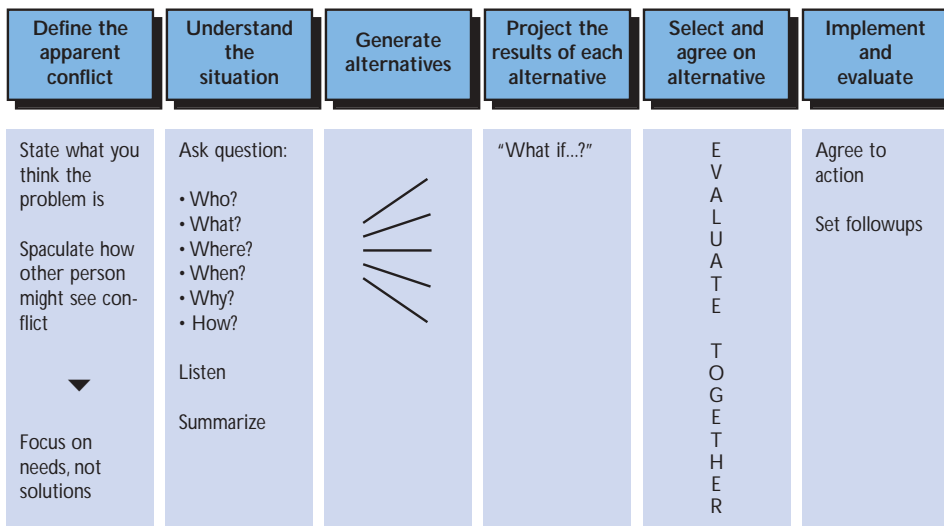 Define the
apparent
conflict
Understand
the
situation
Generate
alternatives
Project the
results of each
alternative
Select and
agree on
alternative
Implement
and
evaluate
State what you
think the
problem is
Spaculate how
other person
might see con-
flict
Focus on
needs, not
solutions
Ask question:
• Who?
• What?
• Where?
• When?
• Why?
• How?
Listen
Summarize
“What if...?”
E
V
A
L
U
A
T
E
T
O
G
E
T
H
E
R
Agree to
action
Set followups